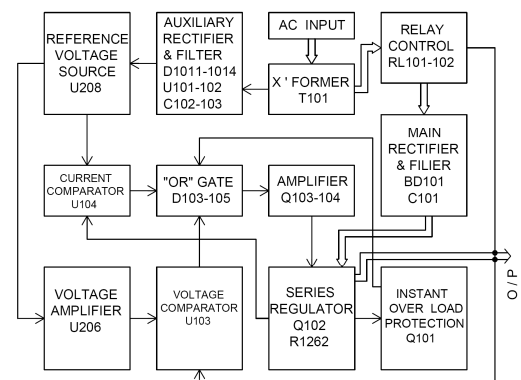 REFERENCE
VOLTAGE
SOURCE
U208
AUXILIARY
RECTIFIER
& FILTER
D1011-1014
U101-102
C102-103
AC INPUT
X ' FORMER
T101
RELAY
CONTROL
RL101-102
MAIN
RECTIFIER
& FILIER
BD101
C101
CURRENT
COMPARATOR
U104
"OR" GATE
D103-105
AMPLIFIER
Q103-104
VOLTAGE
AMPLIFIER
U206
VOLTAGE
COMPARATOR
U103
SERIES
REGULATOR
Q102
R1262
INSTANT
OVER LOAD
PROTECTION
Q101
O / P